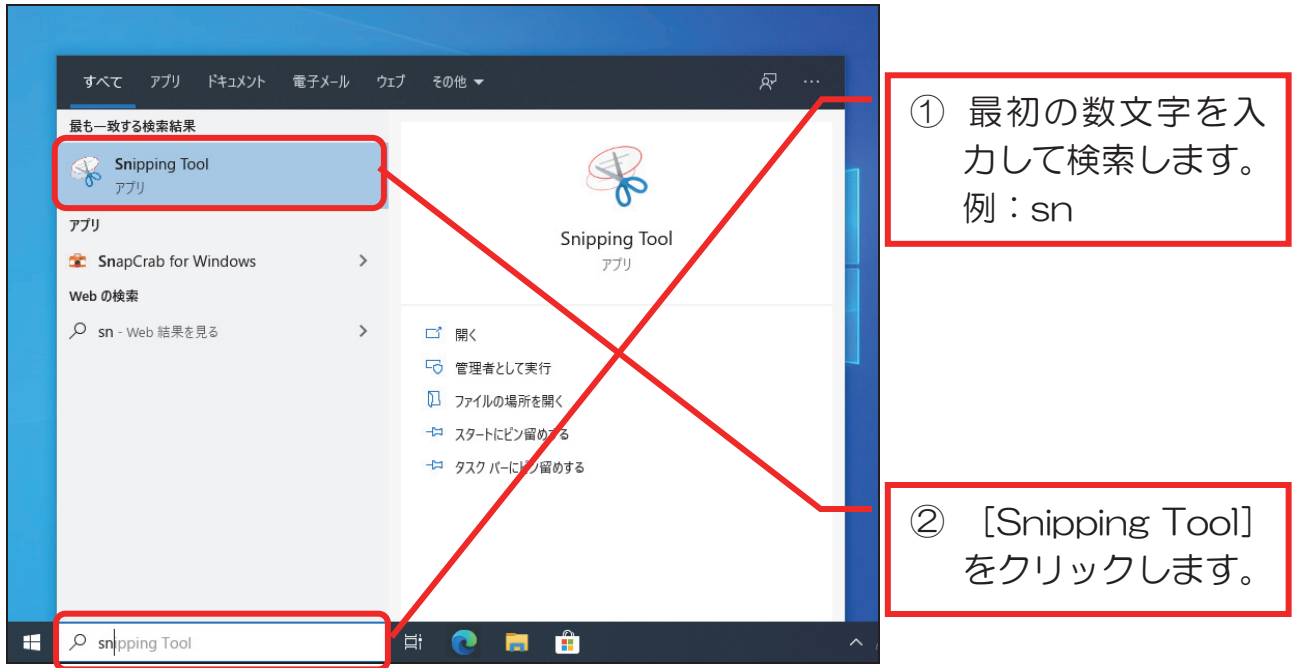 すべて アプリ ドキュメント 電子メール ウェブ その他
最も一致する検索結果
Snipping Tool
アプリ
アプリ
SnapCrab for Windows
Web の検索
sn - Web 結果を見る
Snipping Tool
アプリ
開く
管理者として実行
ファイルの場所を開く
スタートにピン留めする
タスク バーにピン留めする
snipping Tool
① 最初の数文字を入
力して検索します。
例：sn
② ［Snipping Tool］
をクリックします。